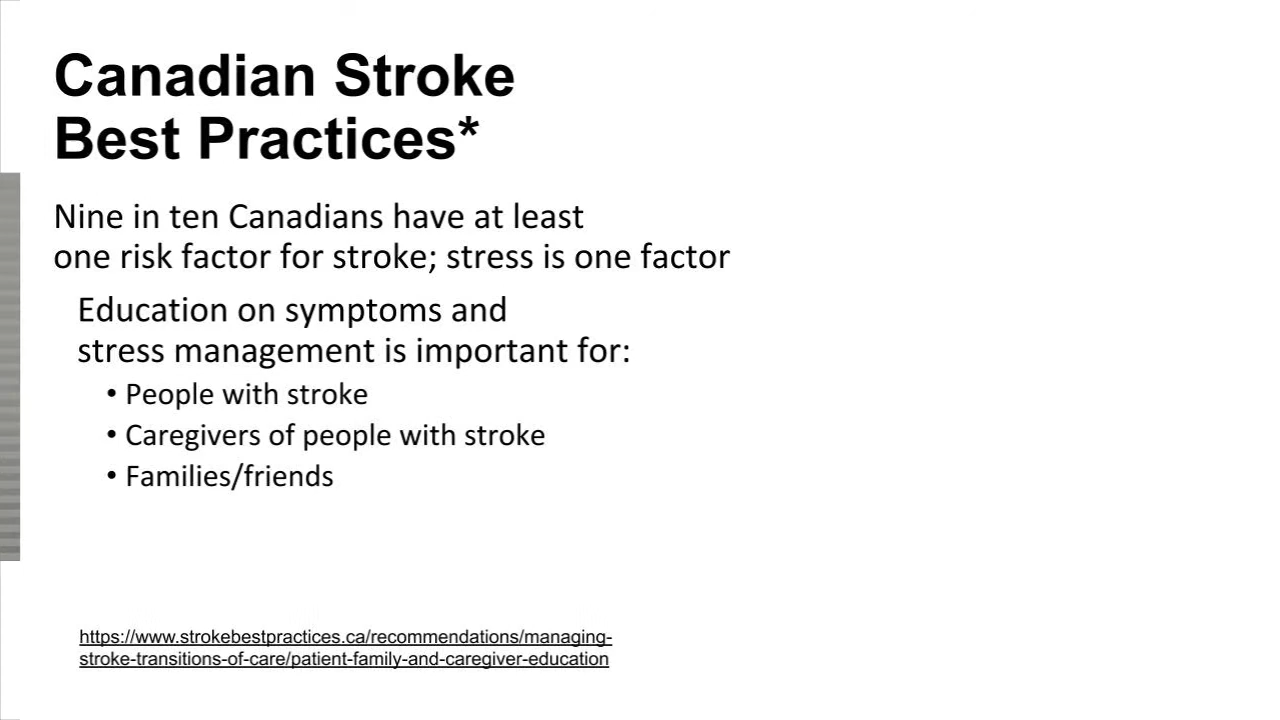 Canadian Stroke
Best Practices*
Nine in ten Canadians have at least
one risk factor for stroke; stress is one factor
Education on symptoms and
stress management is important for:
• People with stroke
• Caregivers of people with stroke
• Families/friends
https://www.strokebestpractices.ca/recommendations/managing-
stroke-transitions-of-care/patient-family-and-caregiver-education